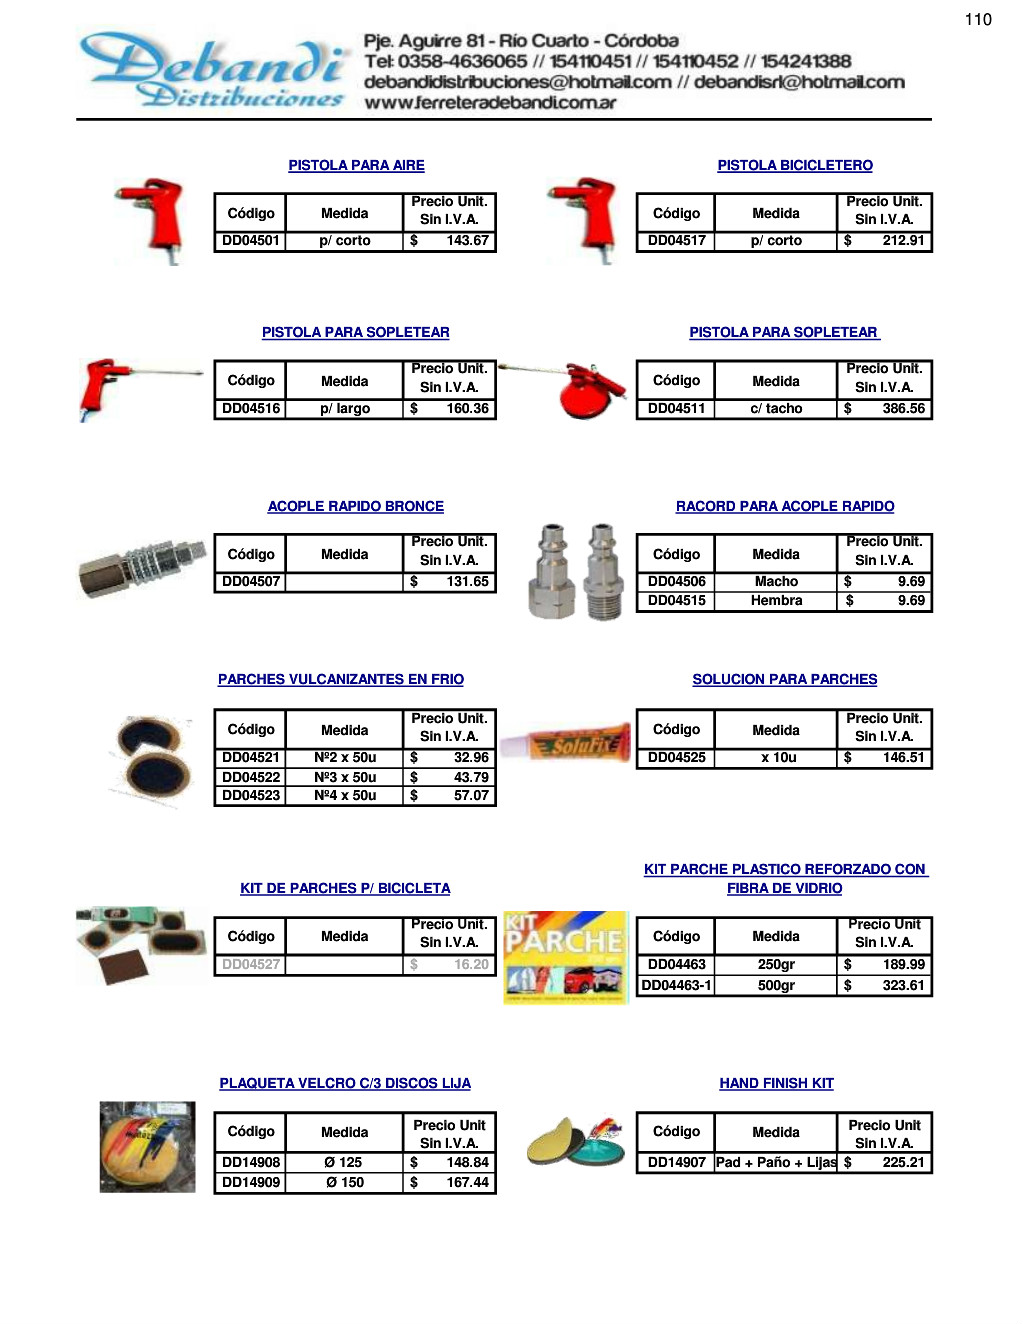 110
Debandi
Distribuciones
Pje. Aguirre 81 - Río Cuarto - Córdoba
Tel: 0358-4636065 // 154110451 // 154110452 // 154241388
debandidistribuciones@hotmail.com // debandisrl@hotmail.com
www.ferreteradebandi.com.ar
PISTOLA PARA AIRE
Código Medida Precio Unit. Sin I.V.A.
DD04501 p/ corto $ 143.67
PISTOLA BICICLETERO
Código Medida Precio Unit. Sin I.V.A.
DD04517 p/ corto $ 212.91
PISTOLA PARA SOPLETEAR
Código Medida Precio Unit. Sin I.V.A.
DD04516 p/ largo $ 160.36
PISTOLA PARA SOPLETEAR
Código Medida Precio Unit. Sin I.V.A.
DD04511 c/ tacho $ 386.56
ACOPLE RAPIDO BRONCE
Código Medida Precio Unit. Sin I.V.A.
DD04507 $ 131.65
RACORD PARA ACOPLE RAPIDO
Código Medida Precio Unit. Sin I.V.A.
DD04506 Macho $ 9.69
DD04515 Hembra $ 9.69
PARCHES VULCANIZANTES EN FRIO
Código Medida Precio Unit. Sin I.V.A.
DD04521 Nº2 x 50u $ 32.96
DD04522 Nº3 x 50u $ 43.79
DD04523 Nº4 x 50u $ 57.07
SOLUCION PARA PARCHES
SoluFix
Código Medida Precio Unit. Sin I.V.A.
DD04525 x 10u $ 146.51
KIT DE PARCHES P/ BICICLETA
Código Medida Precio Unit. Sin I.V.A.
DD04527 $ 16.20
KIT PARCHE PLASTICO REFORZADO CON
FIBRA DE VIDRIO
KIT
PARCHE
Código Medida Precio Unit Sin I.V.A.
DD04463 250gr $ 189.99
DD04463-1 500gr $ 323.61
PLAQUETA VELCRO C/3 DISCOS LIJA
Código Medida Precio Unit Sin I.V.A.
DD14908 Ø 125 $ 148.84
DD14909 Ø 150 $ 167.44
HAND FINISH KIT
Código Medida Precio Unit Sin I.V.A.
DD14907 Pad + Paño + Lijas $ 225.21